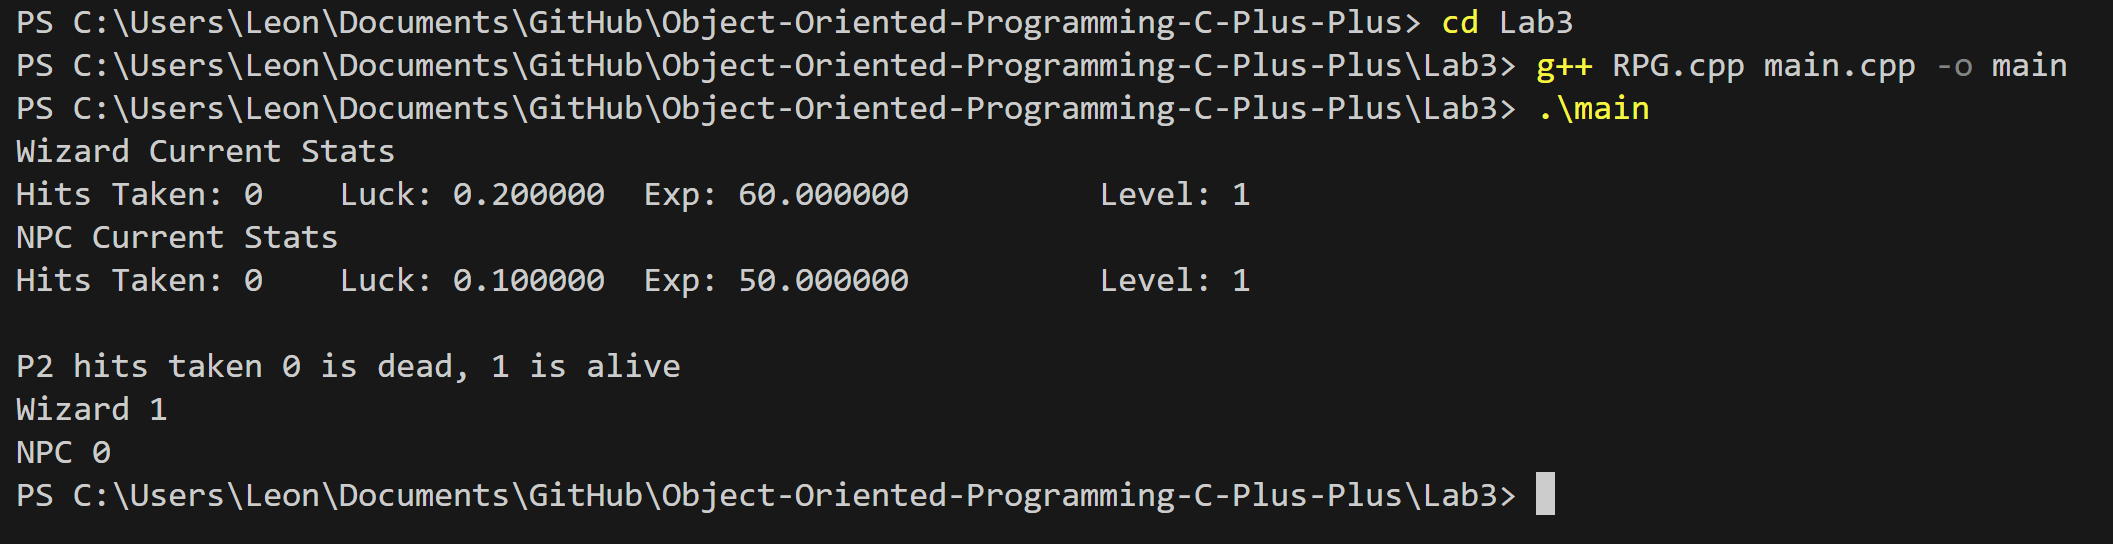 PS C:\Users\Leon\Documents\GitHub\Object-Oriented-Programming-C-Plus-Plus> cd Lab3
PS C:\Users\Leon\Documents\GitHub\Object-Oriented-Programming-C-Plus-Plus\Lab3> g++ RPG.cpp main.cpp -o main
PS C:\Users\Leon\Documents\GitHub\Object-Oriented-Programming-C-Plus-Plus\Lab3> .\main
Wizard Current Stats
Hits Taken: 0    Luck: 0.200000  Exp: 60.000000          Level: 1
NPC Current Stats
Hits Taken: 0    Luck: 0.100000  Exp: 50.000000          Level: 1
P2 hits taken 0 is dead, 1 is alive
Wizard 1
NPC 0
PS C:\Users\Leon\Documents\GitHub\Object-Oriented-Programming-C-Plus-Plus\Lab3>